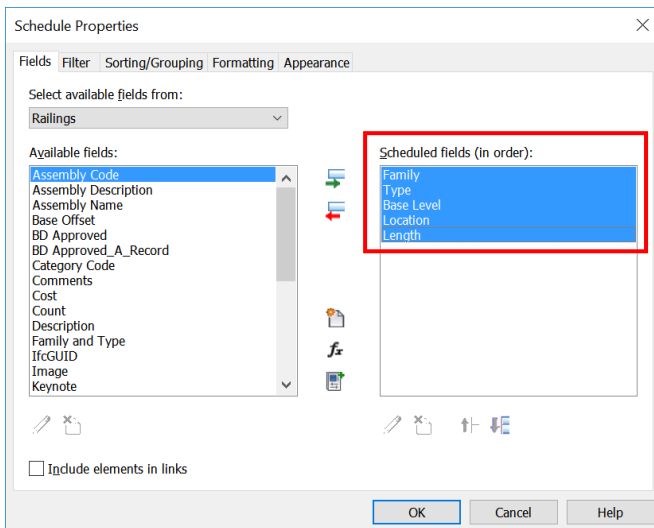 Schedule Properties
Fields Filter Sorting/Grouping Formatting Appearance
Select available fields from:
Railings
Available fields:
Assembly Code
Assembly Description
Assembly Name
Base Offset
BD Approved
BD Approved_A_Record
Category Code
Comments
Cost
Count
Description
Family and Type
IfcGUID
Image
Keynote
fx
Scheduled fields (in order):
Family
Type
Base Level
Location
Length
Include elements in links
OK Cancel Help